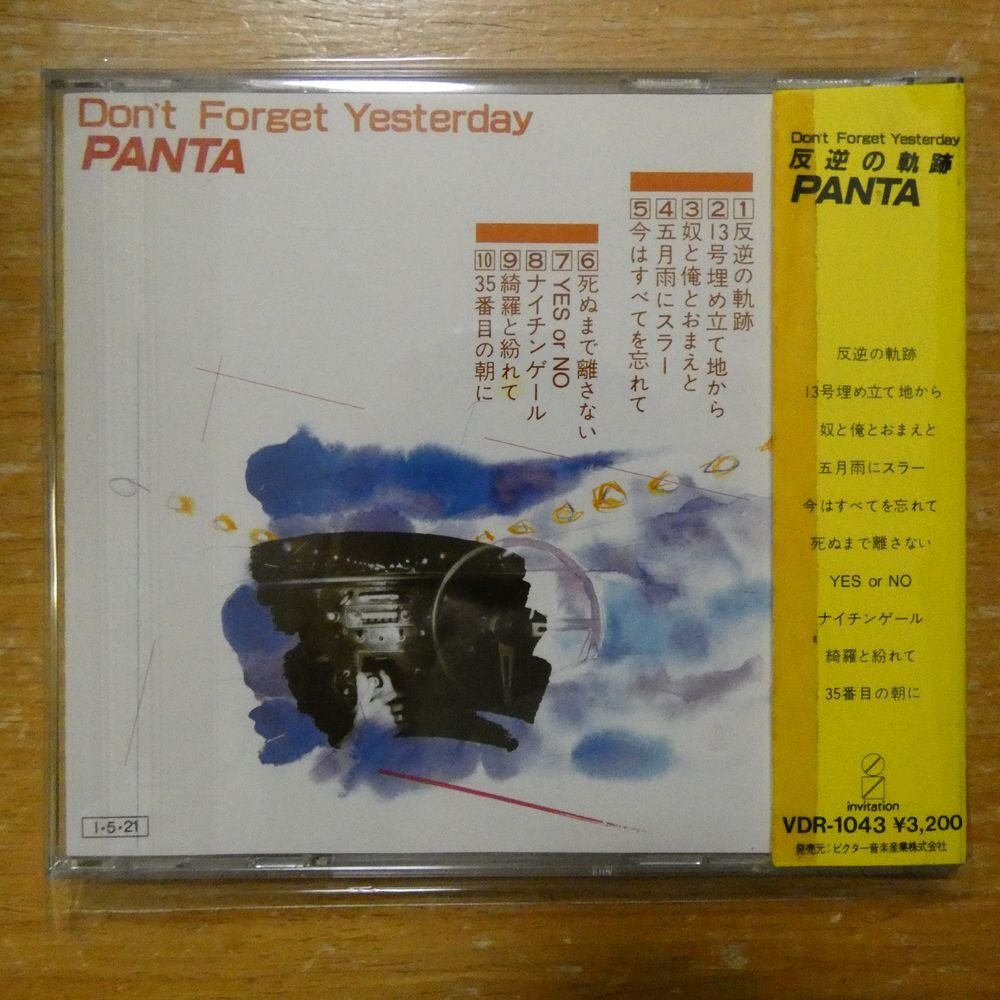 Don't Forget Yesterday
PANTA
1反逆の軌跡
2 13号埋め立て地から
3奴と俺とおまえと
4五月雨にスラー
5今はすべてを忘れて
6死ぬまで離さない
7 YES or NO
8ナイチンゲール
9綺羅と紛れて
10 35番目の朝に
1・5・21
Don't Forget Yesterday
反逆の軌跡
PANTA
反逆の軌跡
13号埋め立て地から
奴と俺とおまえと
五月雨にスラー
今はすべてを忘れて
死ぬまで離さない
YES or NO
ナイチンゲール
綺羅と紛れて
35番目の朝に
invitation
VDR-1043 ¥3,200
発売元:ビクター音楽産業株式会社